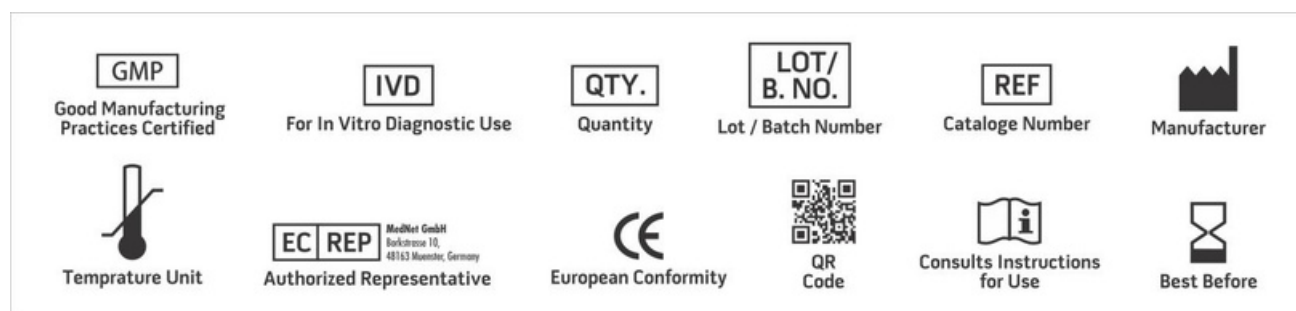 GMP
Good Manufacturing
Practices Certified
IVD
For In Vitro Diagnostic Use
QTY.
Quantity
LOT/
B. NO.
Lot / Batch Number
REF
Cataloge Number
Manufacturer
Temprature Unit
EC REP
MedNet GmbH
Borkstrasse 10,
48163 Muenster, Germany
Authorized Representative
CE
European Conformity
QR
Code
i
Consults Instructions
for Use
Best Before